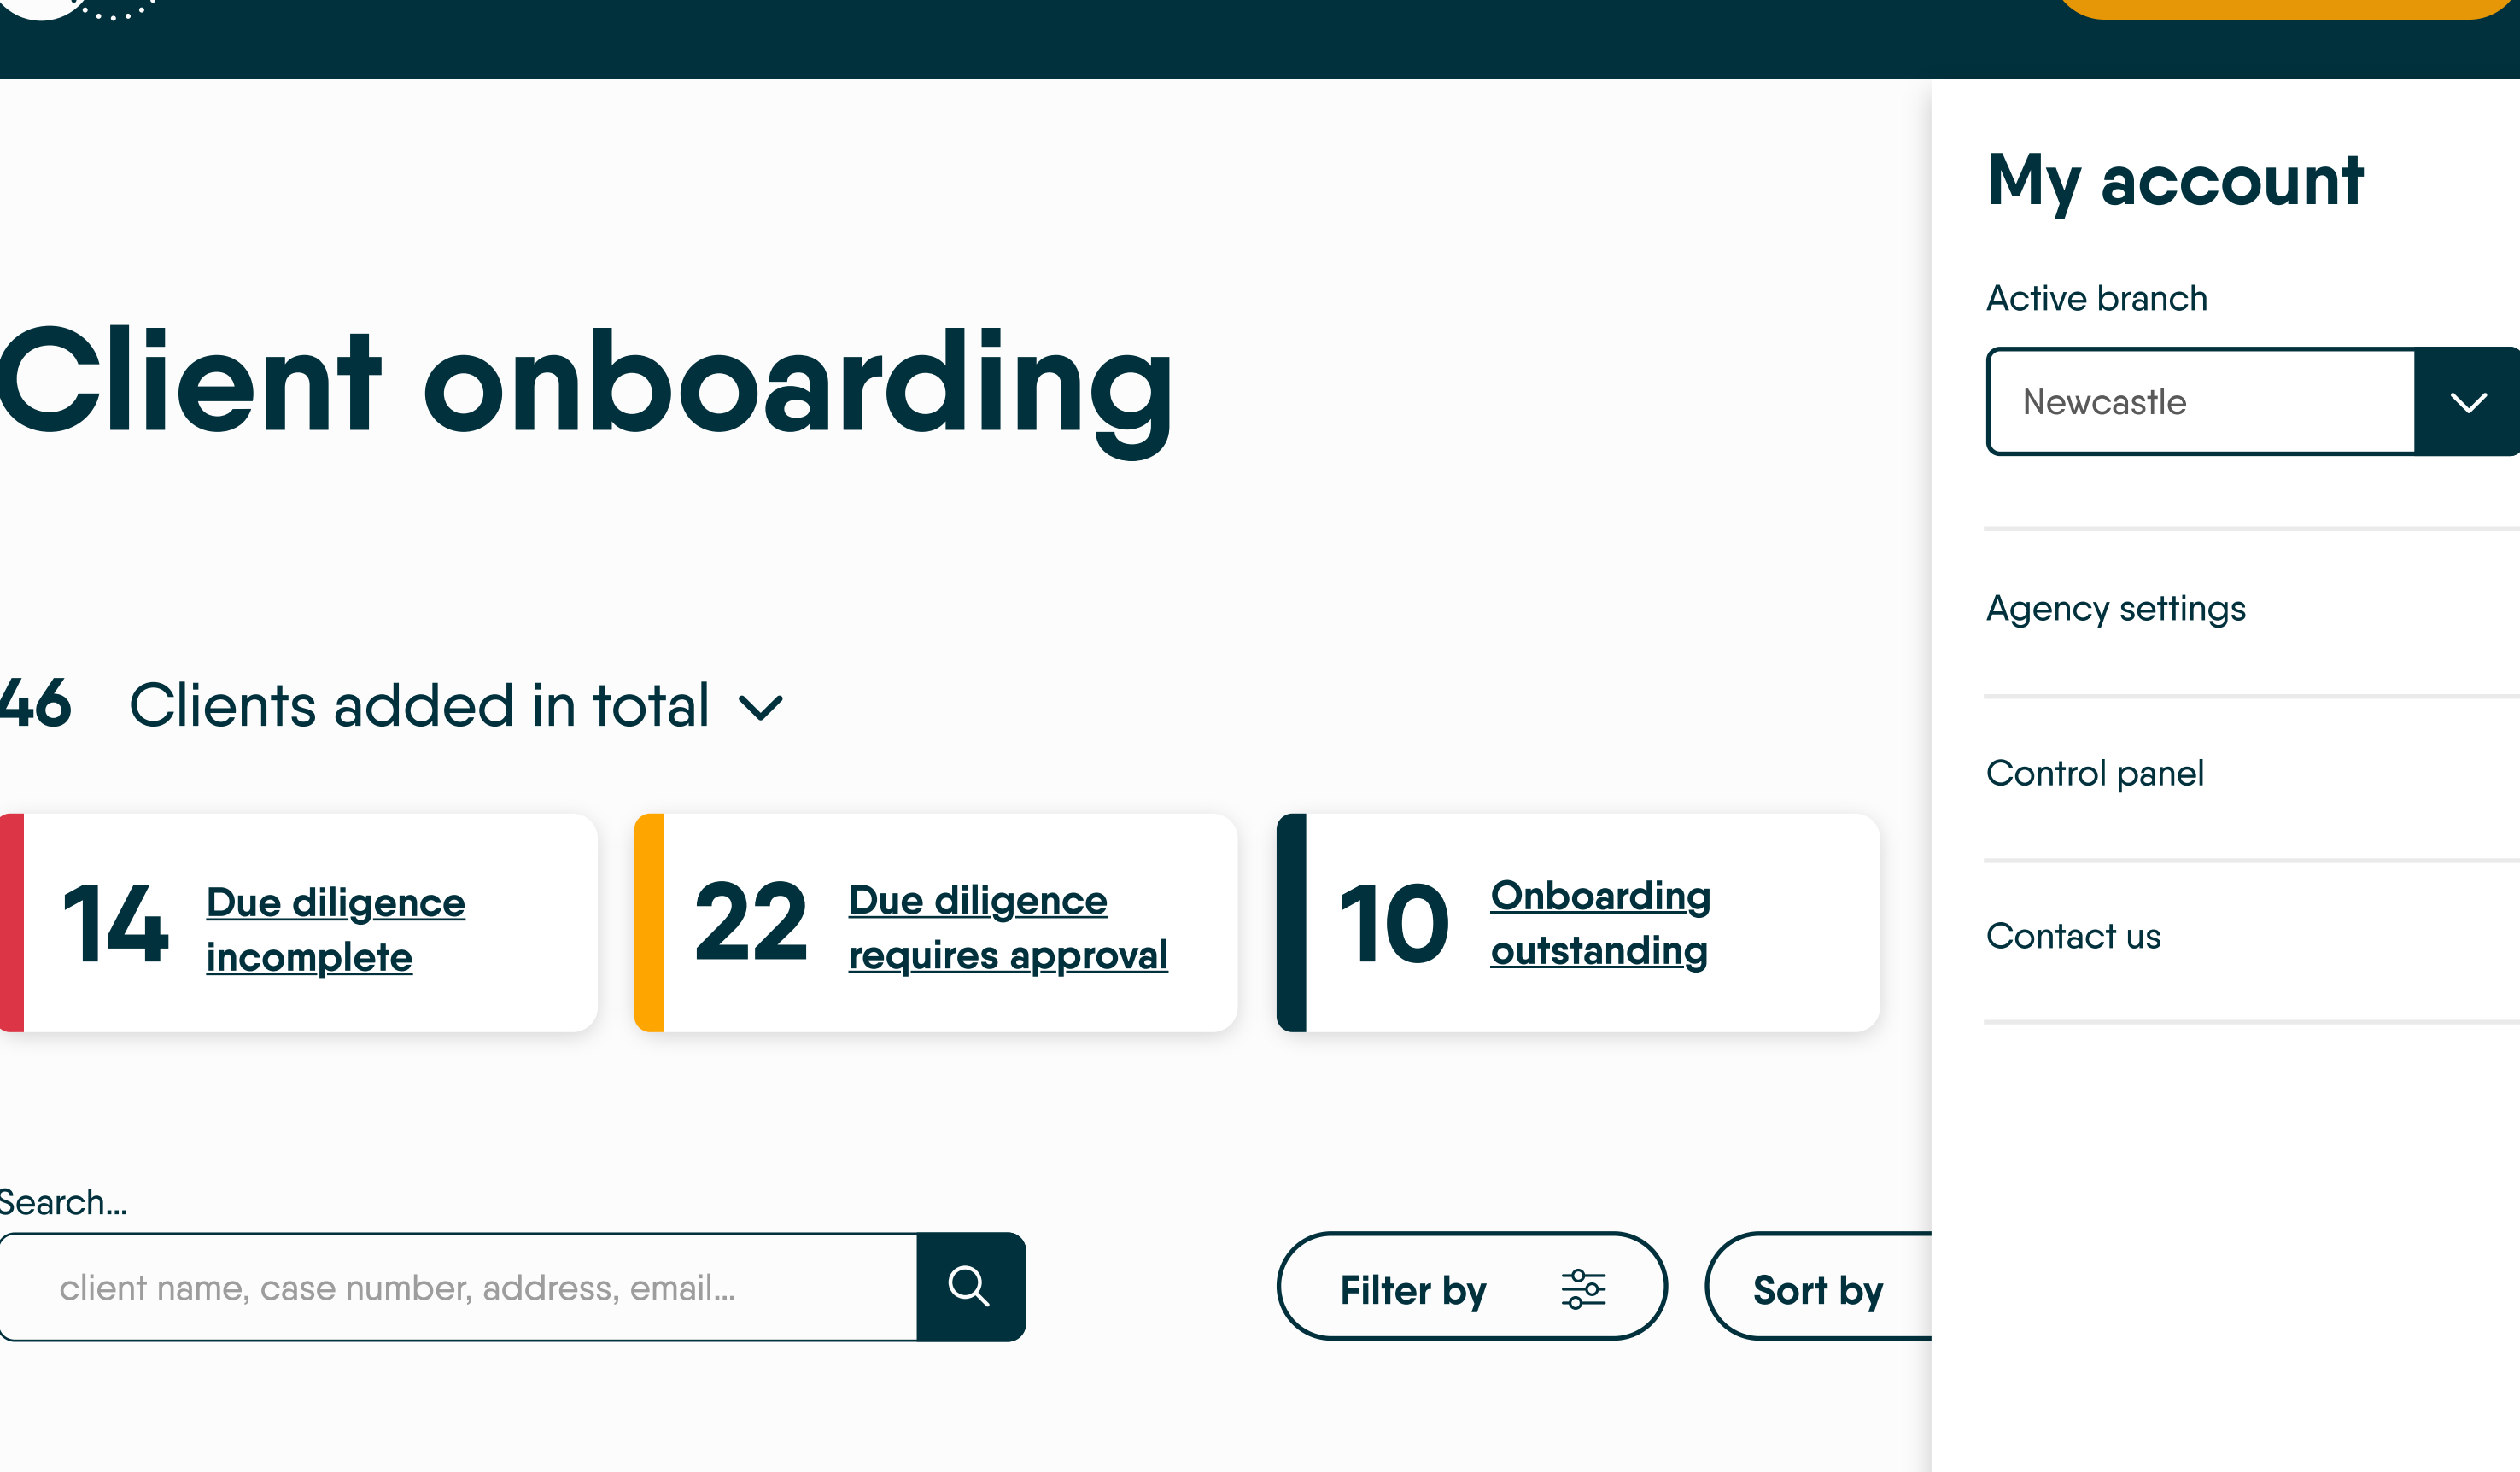 Client onboarding
46 Clients added in total
14 Due diligence
incomplete
22 Due diligence
requires approval
10 Onboarding
outstanding
Search...
client name, case number, address, email...
Filter by
Sort by
My account
Active branch
Newcastle
Agency settings
Control panel
Contact us